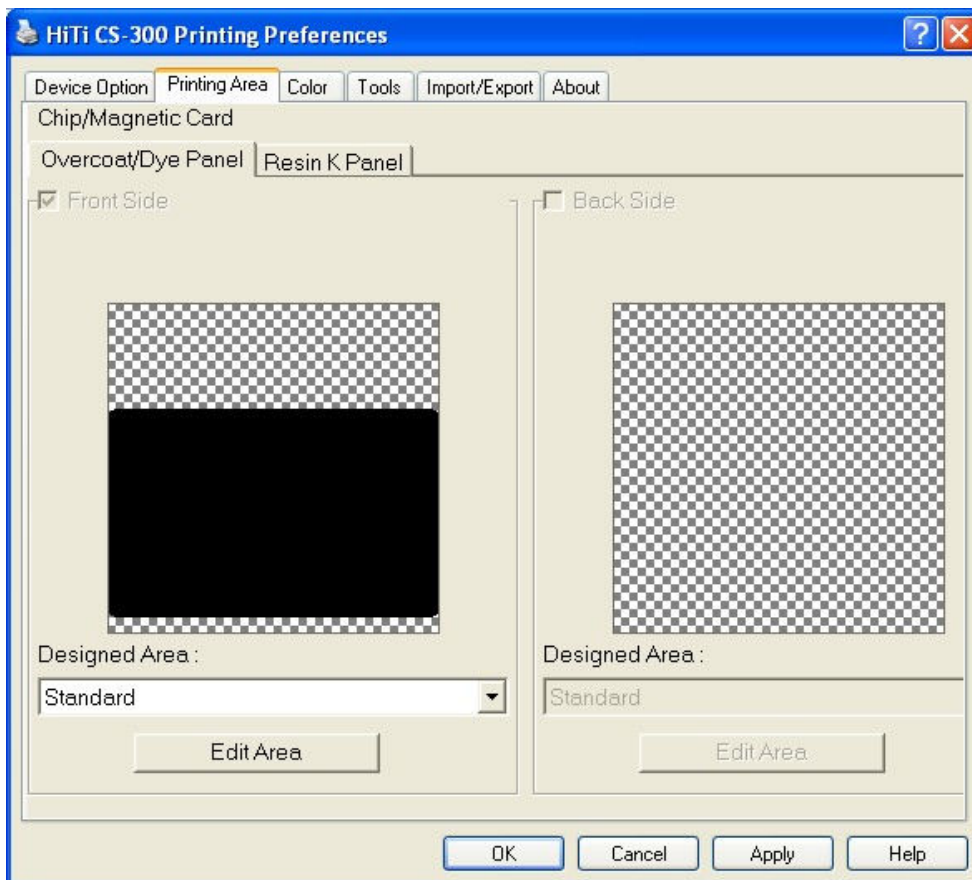 HiTi CS-300 Printing Preferences
Device Option Printing Area Color Tools Import/Export About
Chip/Magnetic Card
Overcoat/Dye Panel Resin K Panel
Front Side Back Side
Designed Area : Designed Area :
Standard Standard
Edit Area Edit Area
OK Cancel Apply Help